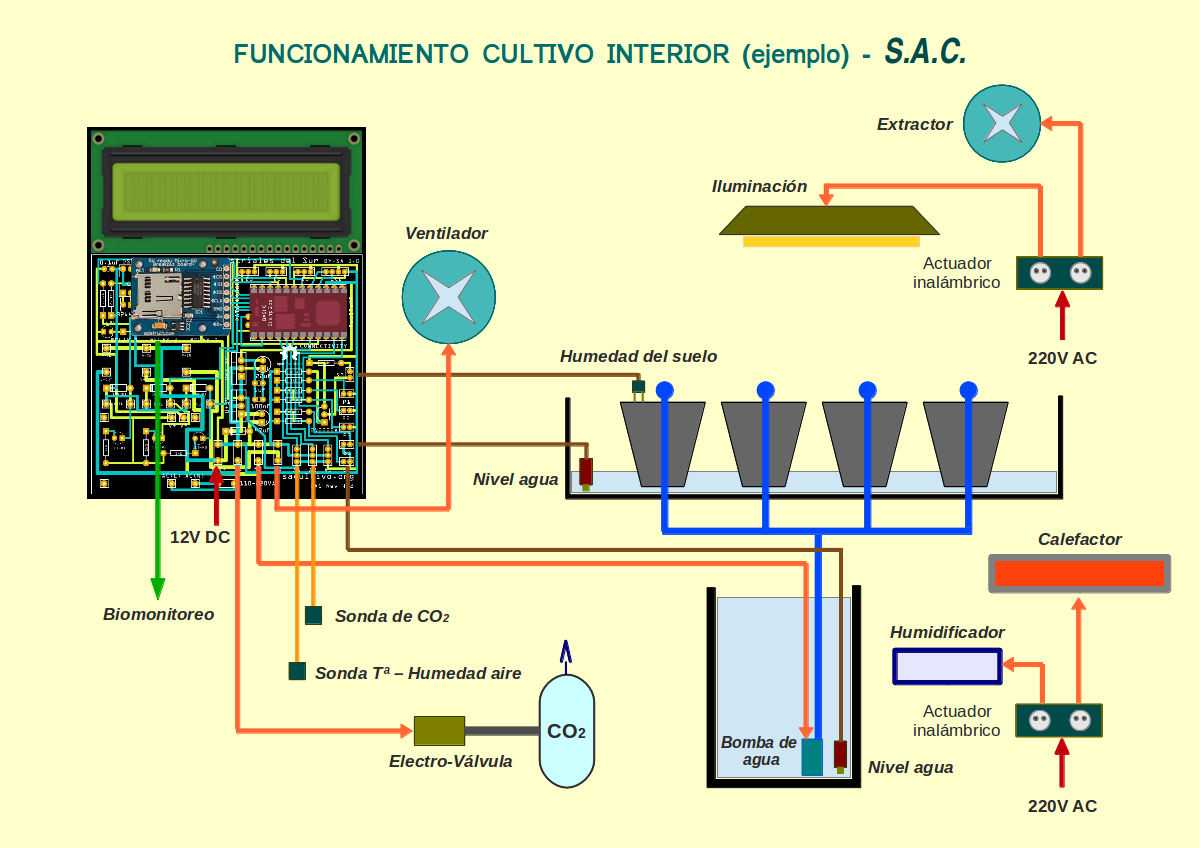 FUNCIONAMIENTO CULTIVO INTERIOR (ejemplo) - S.A.C.
Extractor
Iluminación
Ventilador
Actuador
inalámbrico
220V AC
Humedad del suelo
Nivel agua
12V DC
Calefactor
Biomonitoreo
Sonda de CO2
Humidificador
Sonda Tª – Humedad aire
Actuador
inalámbrico
CO2
Bomba de
agua
Electro-Válvula
Nivel agua
220V AC